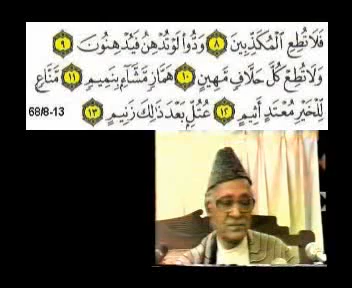 فَلَا تُطِعِ الْمُكَذِّبِينَ ٨ وَدُّوا لَوْ تُدْهِنُ فَيُدْهِنُونَ ٩
وَلَا تُطِعْ كُلَّ حَلَّافٍ مَّهِينٍ ١٠ هَمَّازٍ مَّشَّاءٍ بِنَمِيمٍ ١١ مَّنَّاعٍ
لِّلْخَيْرِ مُعْتَدٍ أَثِيمٍ ١٢ عُتُلٍّ بَعْدَ ذَٰلِكَ زَنِيمٍ ١٣ 68/8-13